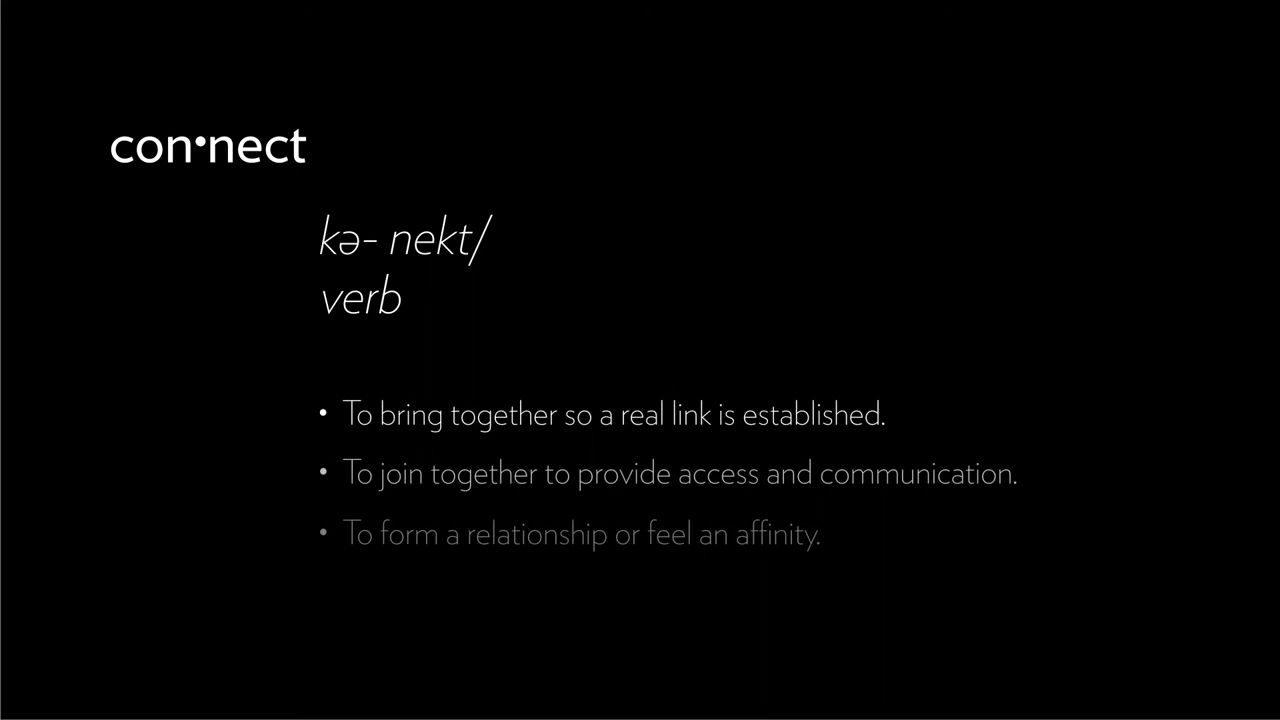 con•nect
kə- nekt/
verb
• To bring together so a real link is established.
• To join together to provide access and communication.
• To form a relationship or feel an affinity.